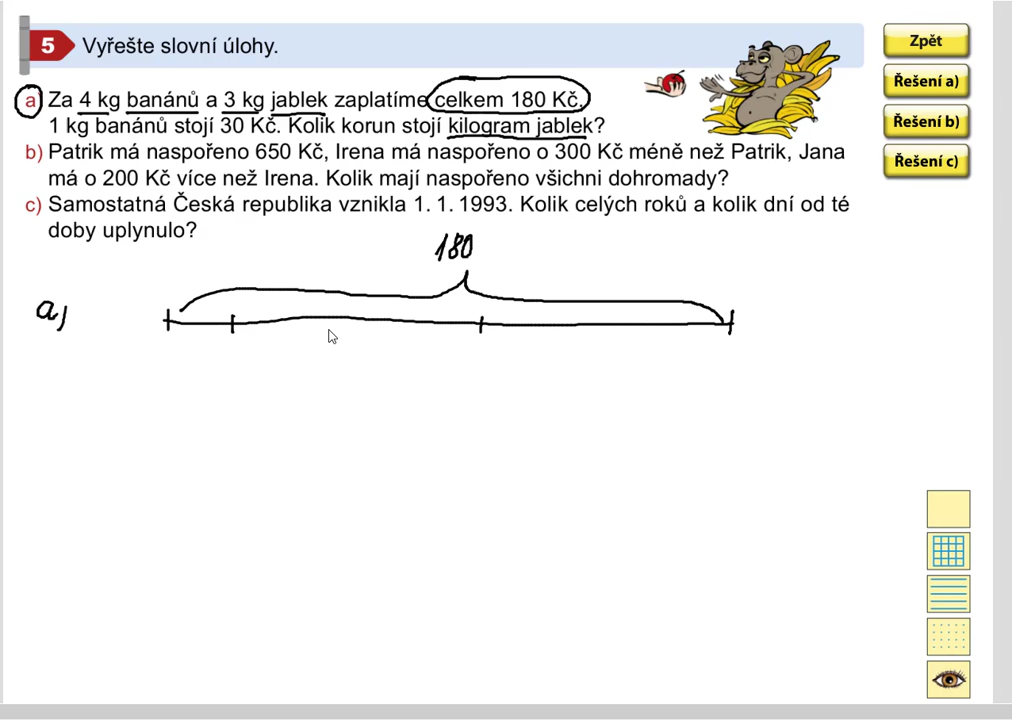 5 Vyřešte slovní úlohy.
a) Za 4 kg banánů a 3 kg jablek zaplatíme celkem 180 Kč.
1 kg banánů stojí 30 Kč. Kolik korun stojí kilogram jablek?
b) Patrik má naspořeno 650 Kč, Irena má naspořeno o 300 Kč méně než Patrik, Jana
má o 200 Kč více než Irena. Kolik mají naspořeno všichni dohromady?
c) Samostatná Česká republika vznikla 1. 1. 1993. Kolik celých roků a kolik dní od té
doby uplynulo?
180
a)
Zpět
Řešení a)
Řešení b)
Řešení c)